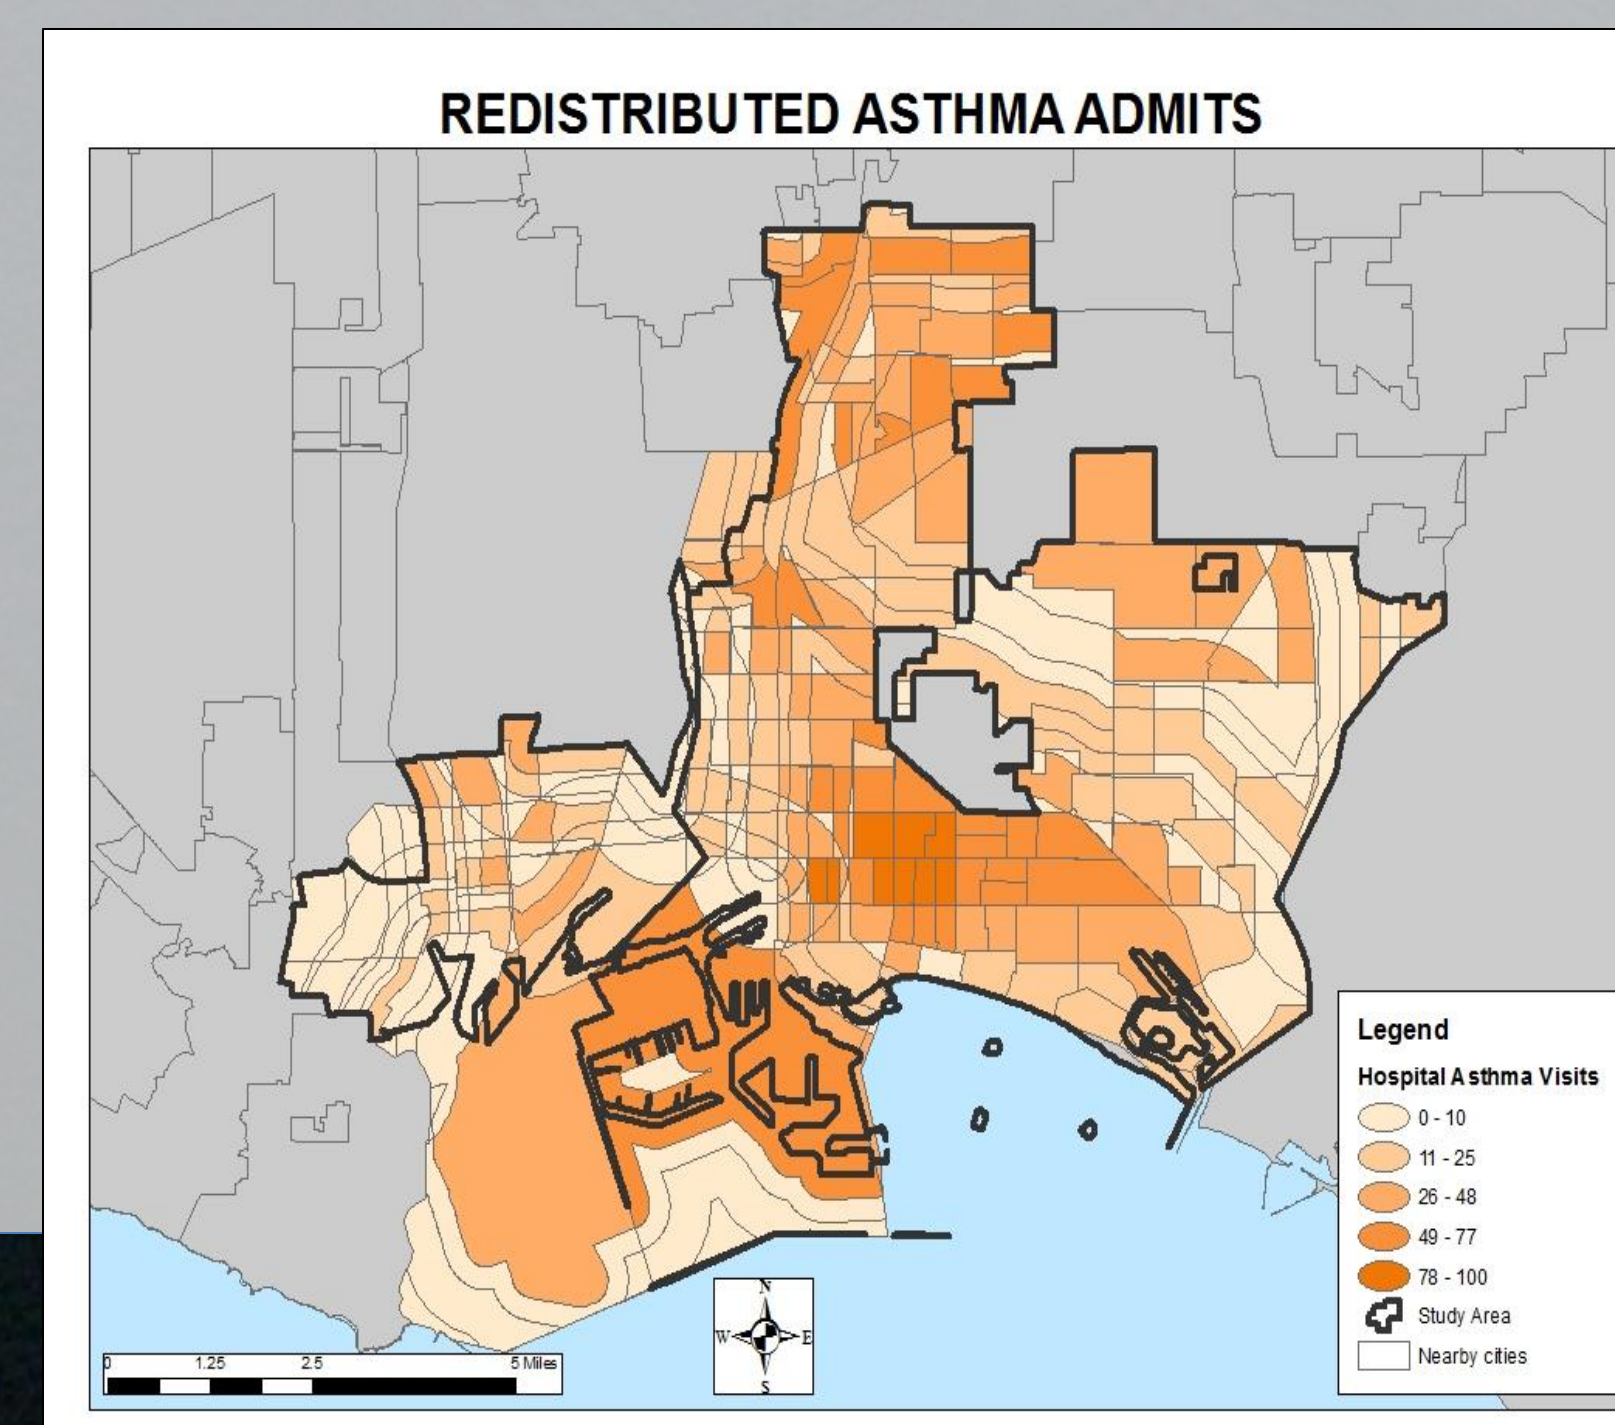 REDISTRIBUTED ASTHMA ADMITS
Legend
Hospital Asthma Visits
0 - 10
11 - 25
26 - 48
49 - 77
78 - 100
Study Area
Nearby cities
N
W E
S
0 1.25 2.5 5 Miles